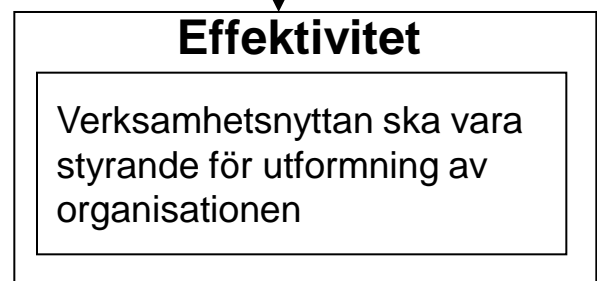 Effektivitet
Verksamhetsnyttan ska vara
styrande för utformning av
organisationen